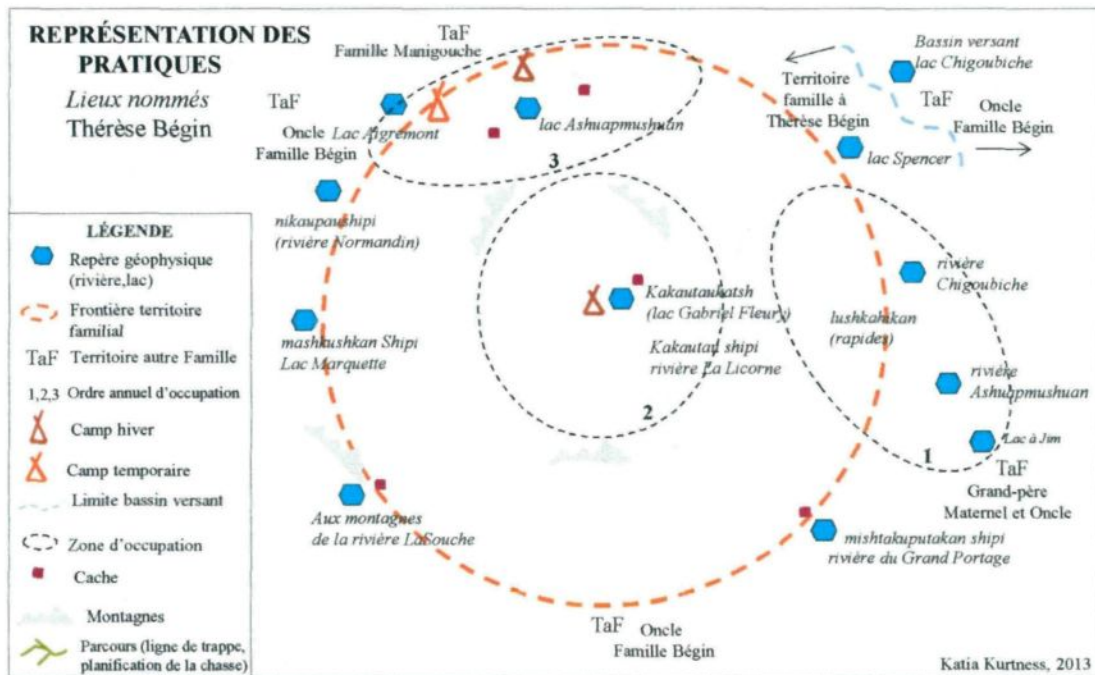 REPRÉSENTATION DES
PRATIQUES
Lieux nommés
Thérèse Bégin
TaF
Famille Manigouche
TaF
Oncle
Famille Bégin
Lac Aigremont
lac Ashuapmushuan
3
Territoire
famille à
Thérèse Bégin
Bassin versant
lac Chigoubiche
TaF
Oncle
Famille Bégin
lac Spencer
nikaupaushipi
(rivière Normandin)
mashkushkan Shipi
Lac Marquette
Kakautaukatsh
(lac Gabriel Fleury)
Kakautau shipi
rivière La Licorne
2
Iushkahikan
(rapides)
rivière
Chigoubiche
rivière
Ashuapmushuan
Lac à Jim
1
TaF
Grand-père
Maternel et Oncle
Aux montagnes
de la rivière LaSouche
mishtakuputakan shipi
rivière du Grand Portage
TaF
Oncle
Famille Bégin
LÉGENDE
Repère géophysique
(rivière,lac)
Frontière territoire
familial
TaF Territoire autre Famille
1,2,3 Ordre annuel d'occupation
Camp hiver
Camp temporaire
Limite bassin versant
Zone d'occupation
Cache
Montagnes
Parcours (ligne de trappe,
planification de la chasse)
Katia Kurtness, 2013